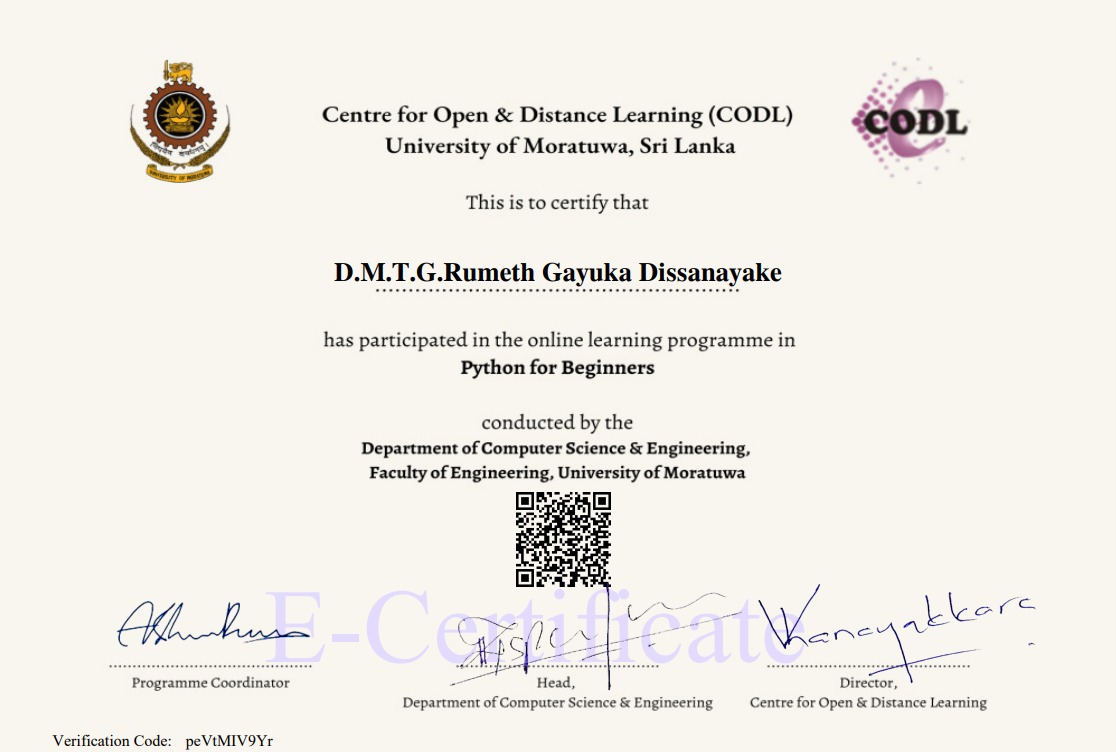 Centre for Open & Distance Learning (CODL)
University of Moratuwa, Sri Lanka
CODL
UNIVERSITY OF MORATUWA
This is to certify that
D.M.T.G.Rumeth Gayuka Dissanayake
has participated in the online learning programme in
Python for Beginners
conducted by the
Department of Computer Science & Engineering,
Faculty of Engineering, University of Moratuwa
E-Certificate
Programme Coordinator
Head,
Department of Computer Science & Engineering
Director,
Centre for Open & Distance Learning
Verification Code: peVtMIV9Yr